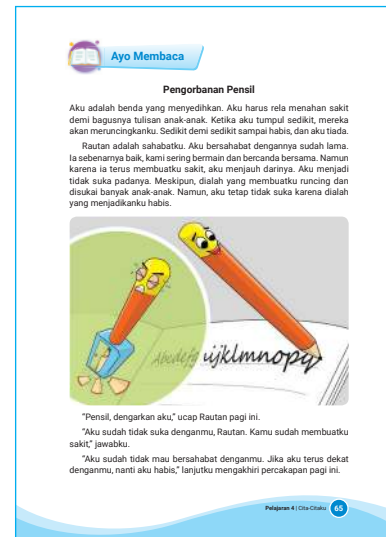 Ayo Membaca
Pengorbanan Pensil
Aku adalah benda yang menyedihkan. Aku harus rela menahan sakit
demi bagusnya tulisan anak-anak. Ketika aku tumpul sedikit, mereka
akan meruncingkanku. Sedikit demi sedikit sampai habis, dan aku tiada.
Rautan adalah sahabatku. Aku bersahabat dengannya sudah lama.
Ia sebenarnya baik, kami sering bermain dan bercanda bersama. Namun
karena ia terus membuatku sakit, aku menjauh darinya. Aku menjadi
tidak suka padanya. Meskipun, dialah yang membuatku runcing dan
disukai banyak anak-anak. Namun, aku tetap tidak suka karena dialah
yang menjadikanku habis.
Abcdefg uijklmnopq
"Pensil, dengarkan aku," ucap Rautan pagi ini.
"Aku sudah tidak suka denganmu, Rautan. Kamu sudah membuatku
sakit," jawabku.
"Aku sudah tidak mau bersahabat denganmu. Jika aku terus dekat
denganmu, nanti aku habis," lanjutku mengakhiri percakapan pagi ini.
Pelajaran 4 | Cita-Citaku 65